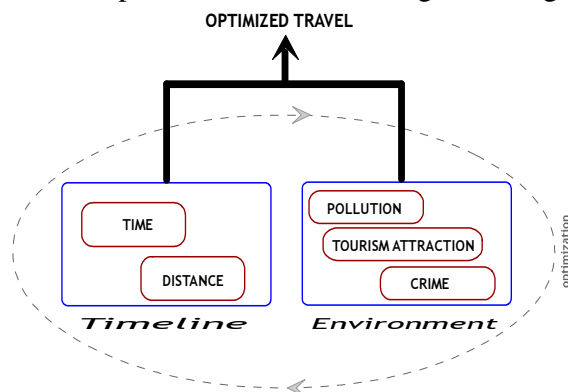 OPTIMIZED TRAVEL
TIME
DISTANCE
POLLUTION
TOURISM ATTRACTION
CRIME
Timeline
Environment
optimization